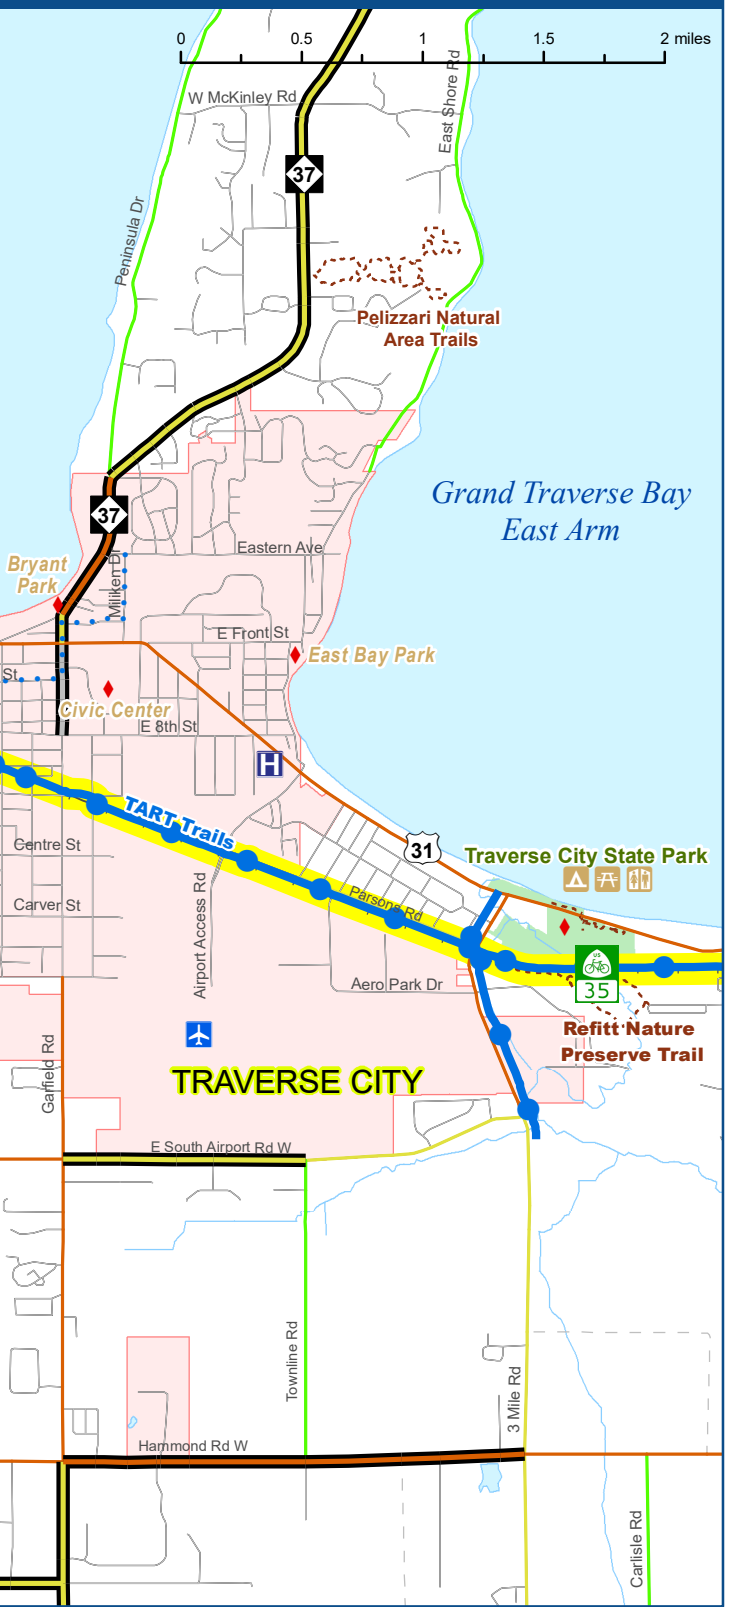 0 0.5 1 1.5 2 miles
W McKinley Rd
East Shore Rd
37
Peninsula Dr
Pelizzari Natural
Area Trails
Grand Traverse Bay
East Arm
37
Eastern Ave
Bryant
Park
Miliken Dr
E Front St
East Bay Park
St
Civic Center
E 8th St
H
TART Trails
31
Centre St
Traverse City State Park
Parsons Rd
Carver St
Airport Access Rd
US
35
Aero Park Dr
Refitt Nature
Preserve Trail
Garfield Rd
TRAVERSE CITY
E South Airport Rd W
Townline Rd
3 Mile Rd
Hammond Rd W
Carlisle Rd